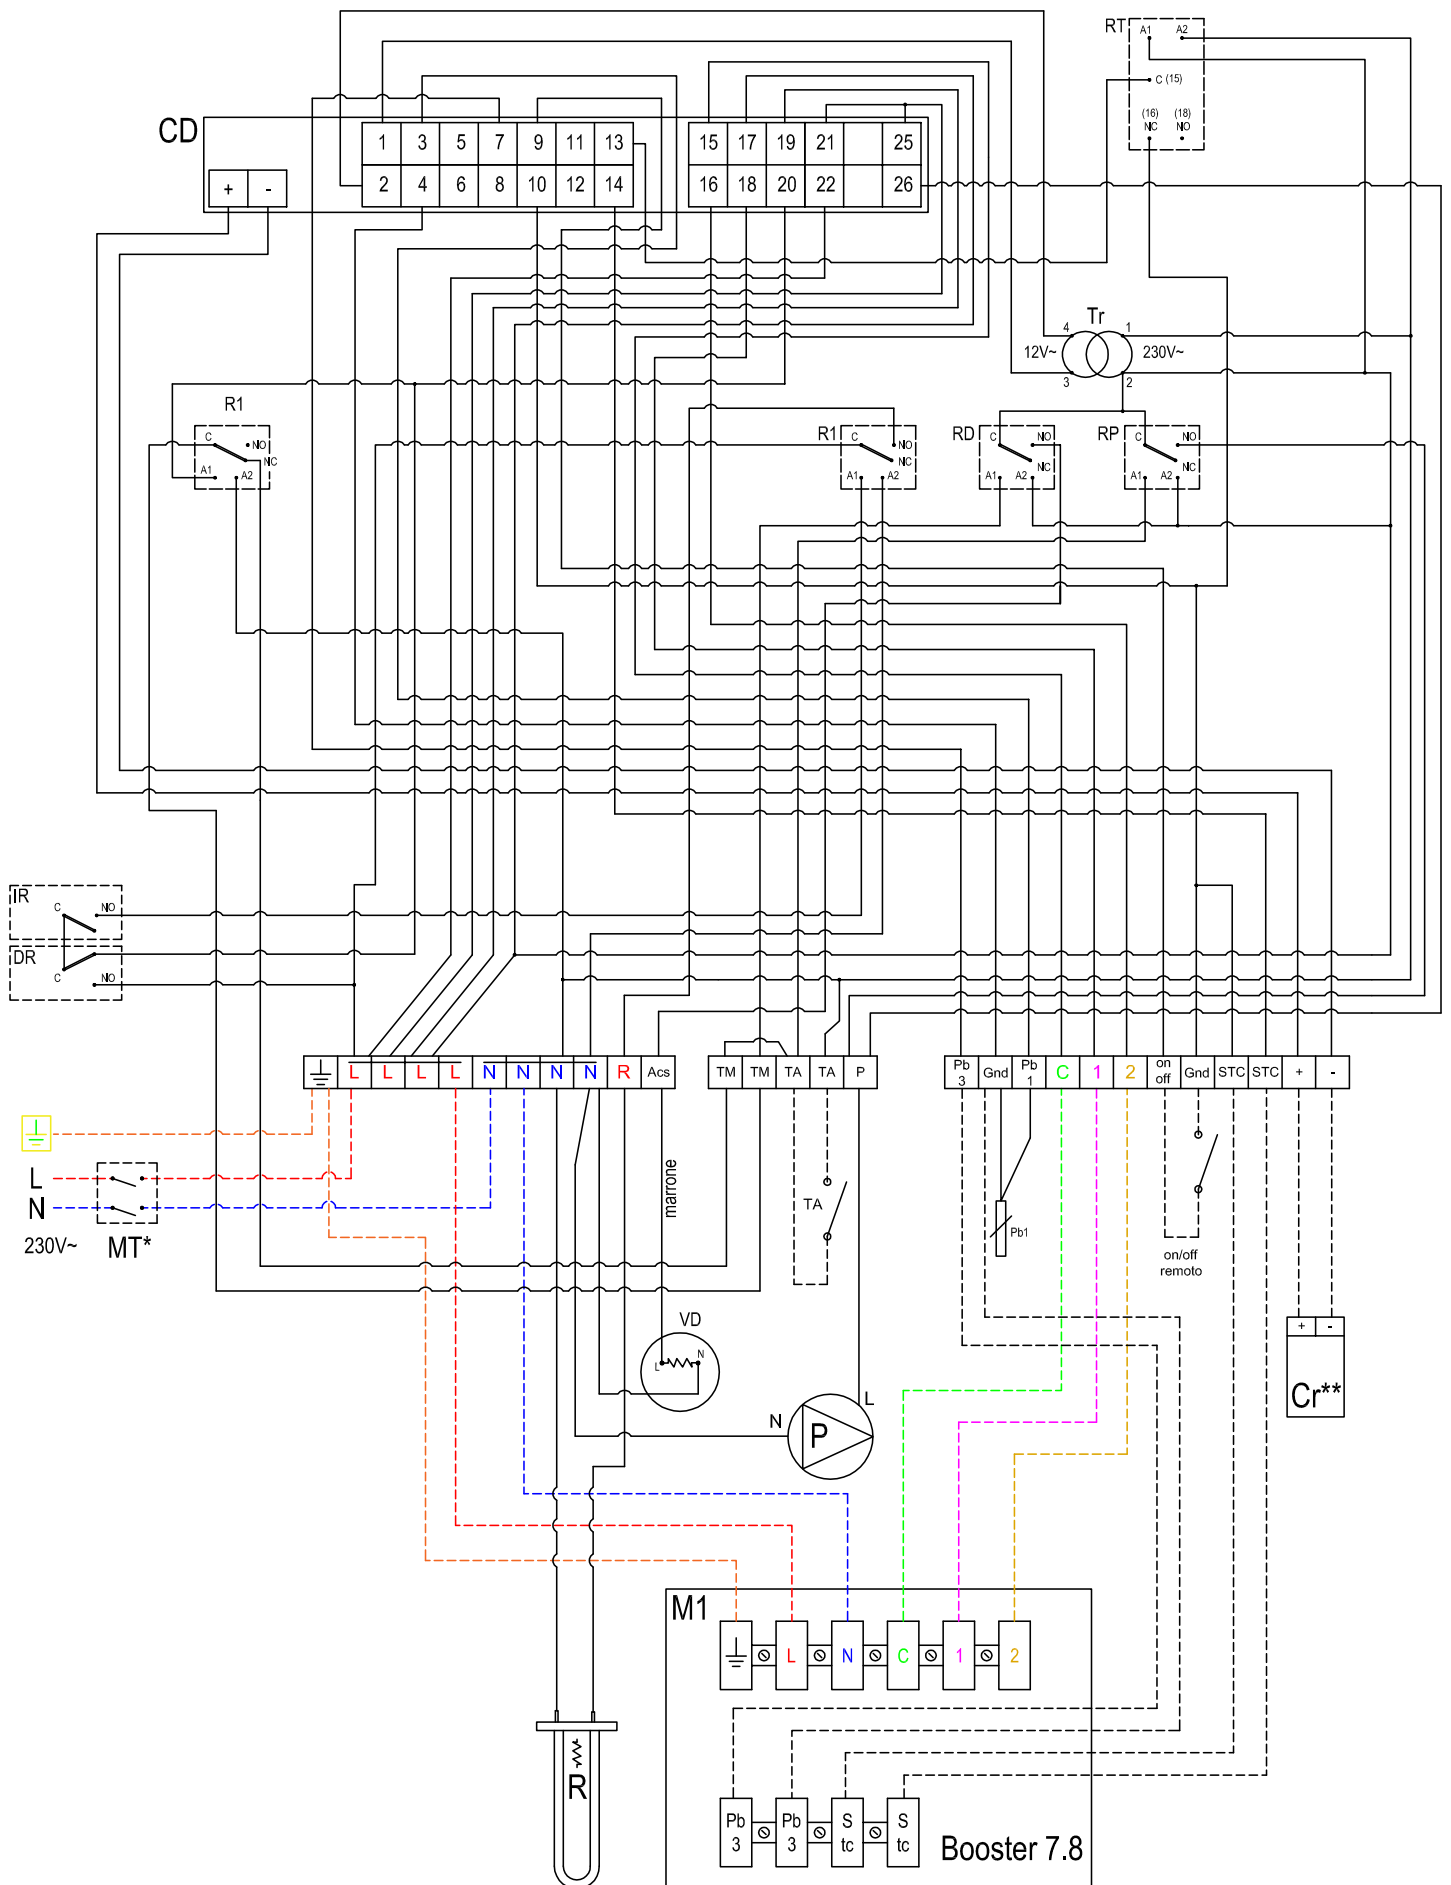 RT
A1 A2
C (15)
(16) (18)
NC NO
CD
1 3 5 7 9 11 13
2 4 6 8 10 12 14
15 17 19 21 25
16 18 20 22 26
+ -
Tr
4 1
12V~ 230V~
3 2
R1
C NO
NC
A1 A2
R1
C NO
NC
A1 A2
RD
C NO
NC
A1 A2
RP
C NO
NC
A1 A2
IR
C NO
DR
C NO
L L L L N N N N R Acs
TM TM TA TA P
Pb 3 Gnd Pb 1 C 1 2 on off Gnd STC STC + -
L
N
230V~
MT*
marrone
TA
Pb1
on/off
remoto
VD
L N
N P L
+ -
Cr**
M1
L N C 1 2
R
Pb 3 Pb 3 S tc S tc
Booster 7.8